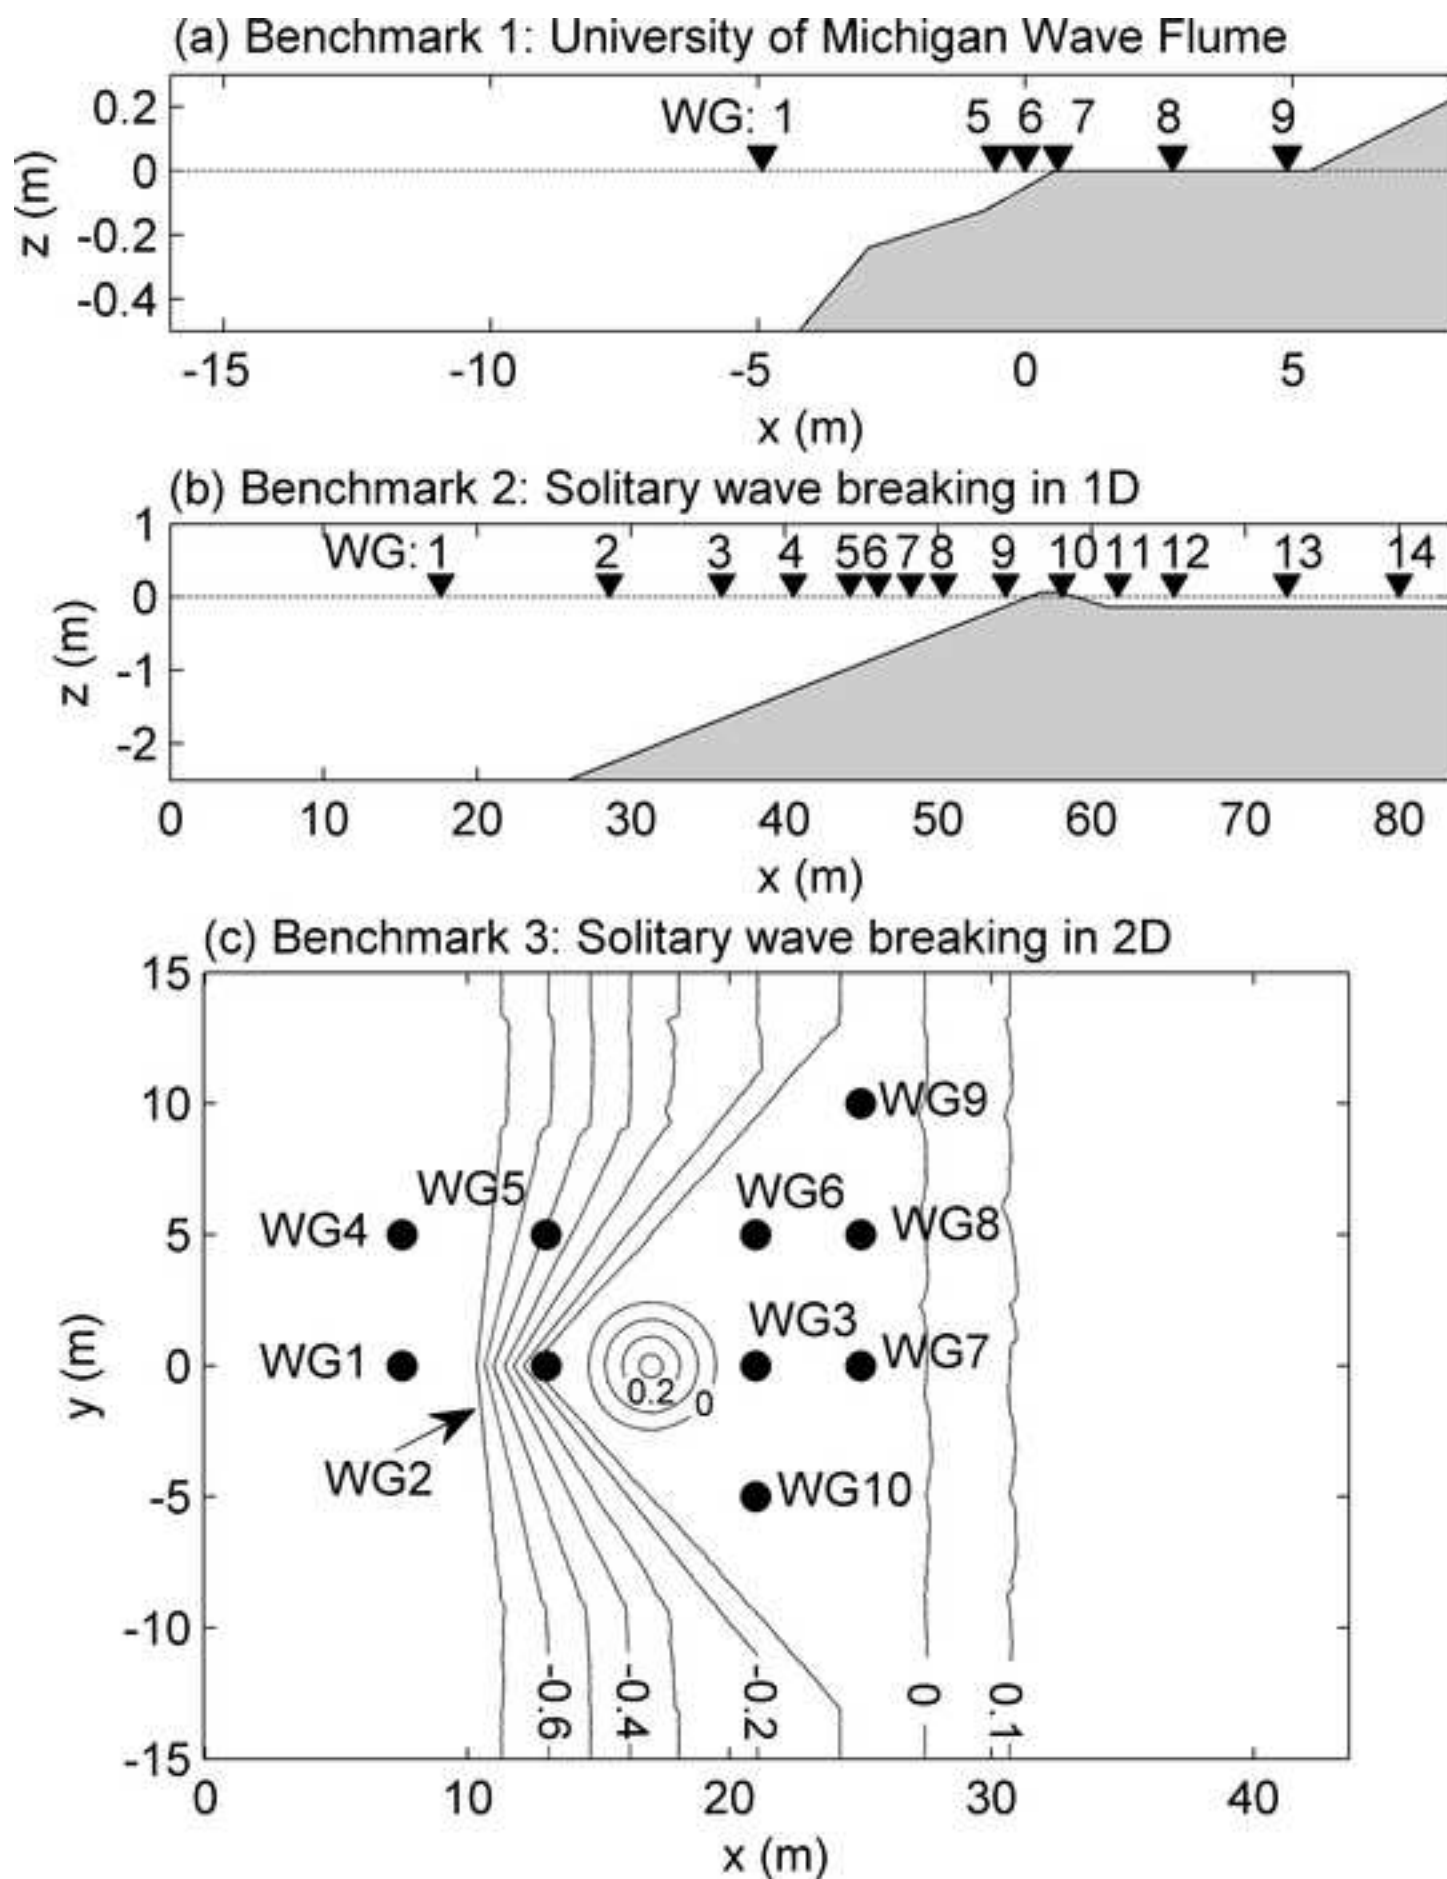 (a) Benchmark 1: University of Michigan Wave Flume
WG: 1 5 6 7 8 9
0.2
0
-0.2
-0.4
z (m)
-15 -10 -5 0 5
x (m)
(b) Benchmark 2: Solitary wave breaking in 1D
WG: 1 2 3 4 5 6 7 8 9 10 11 12 13 14
1
0
-1
-2
z (m)
0 10 20 30 40 50 60 70 80
x (m)
(c) Benchmark 3: Solitary wave breaking in 2D
15
10
5
0
-5
-10
-15
y (m)
WG9
WG5 WG6
WG4 WG8
WG3
WG1 WG7
0.2 0
WG2
WG10
-0.6 -0.4 -0.2 0 0.1
0 10 20 30 40
x (m)